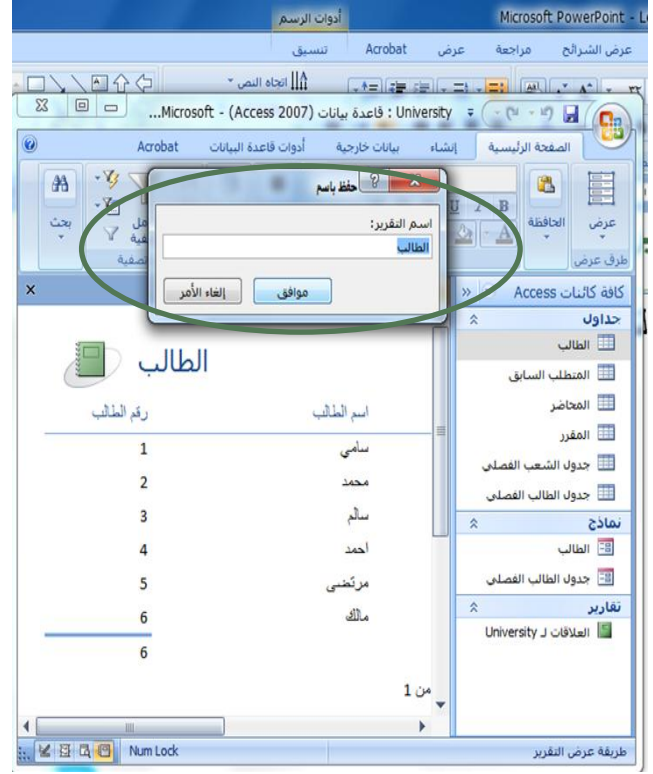 أدوات الرسم
Microsoft PowerPoint - L
عرض الشرائح
مراجعة
عرض
Acrobat
تنسيق
اتجاه النص
University : قاعدة بيانات (Access 2007) - Microsoft...
الصفحة الرئيسية
إنشاء
بيانات خارجية
أدوات قاعدة البيانات
Acrobat
عرض
الحافظة
بحث
طرق عرض
حفظ باسم
اسم التقرير:
الطالب
موافق
إلغاء الأمر
كافة كائنات Access
جداول
الطالب
المتطلب السابق
المحاضر
المقرر
جدول الشعب الفصلي
جدول الطالب الفصلي
نماذج
الطالب
جدول الطالب الفصلي
تقارير
العلاقات لـ University
الطالب
اسم الطالب
رقم الطالب
سامي 1
محمد 2
سالم 3
احمد 4
مرتضى 5
مالك 6
6
من 1
Num Lock
طريقة عرض التقرير